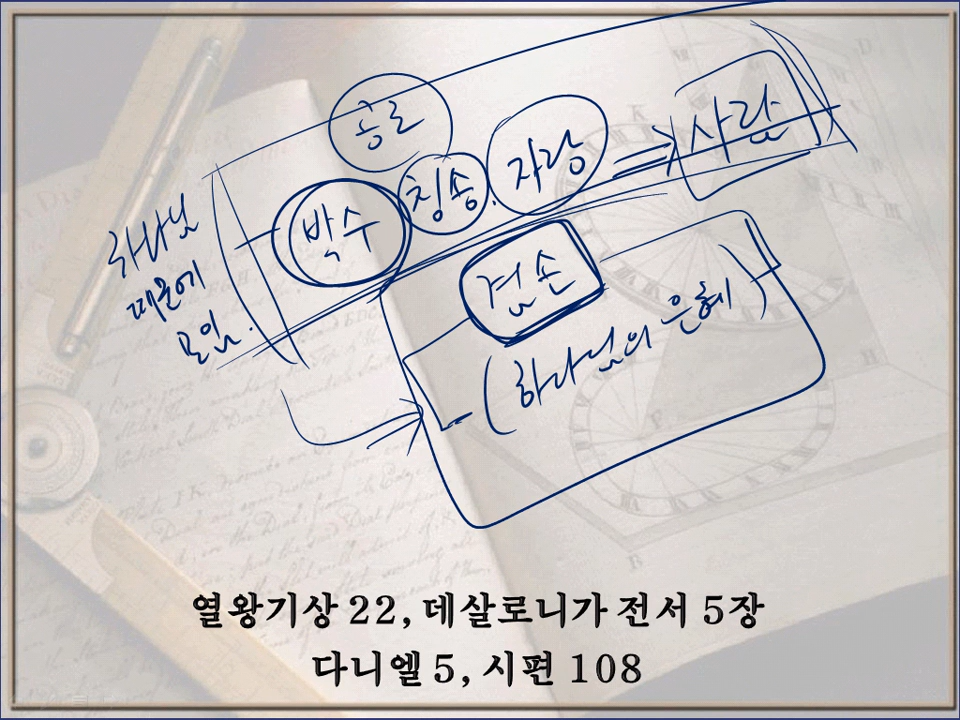 공로
박수 칭송, 자랑 ⇒ 사람
하나님
때문에
모임.
겸손
(하나님의 은혜)
열왕기상 22, 데살로니가 전서 5장
다니엘 5, 시편 108